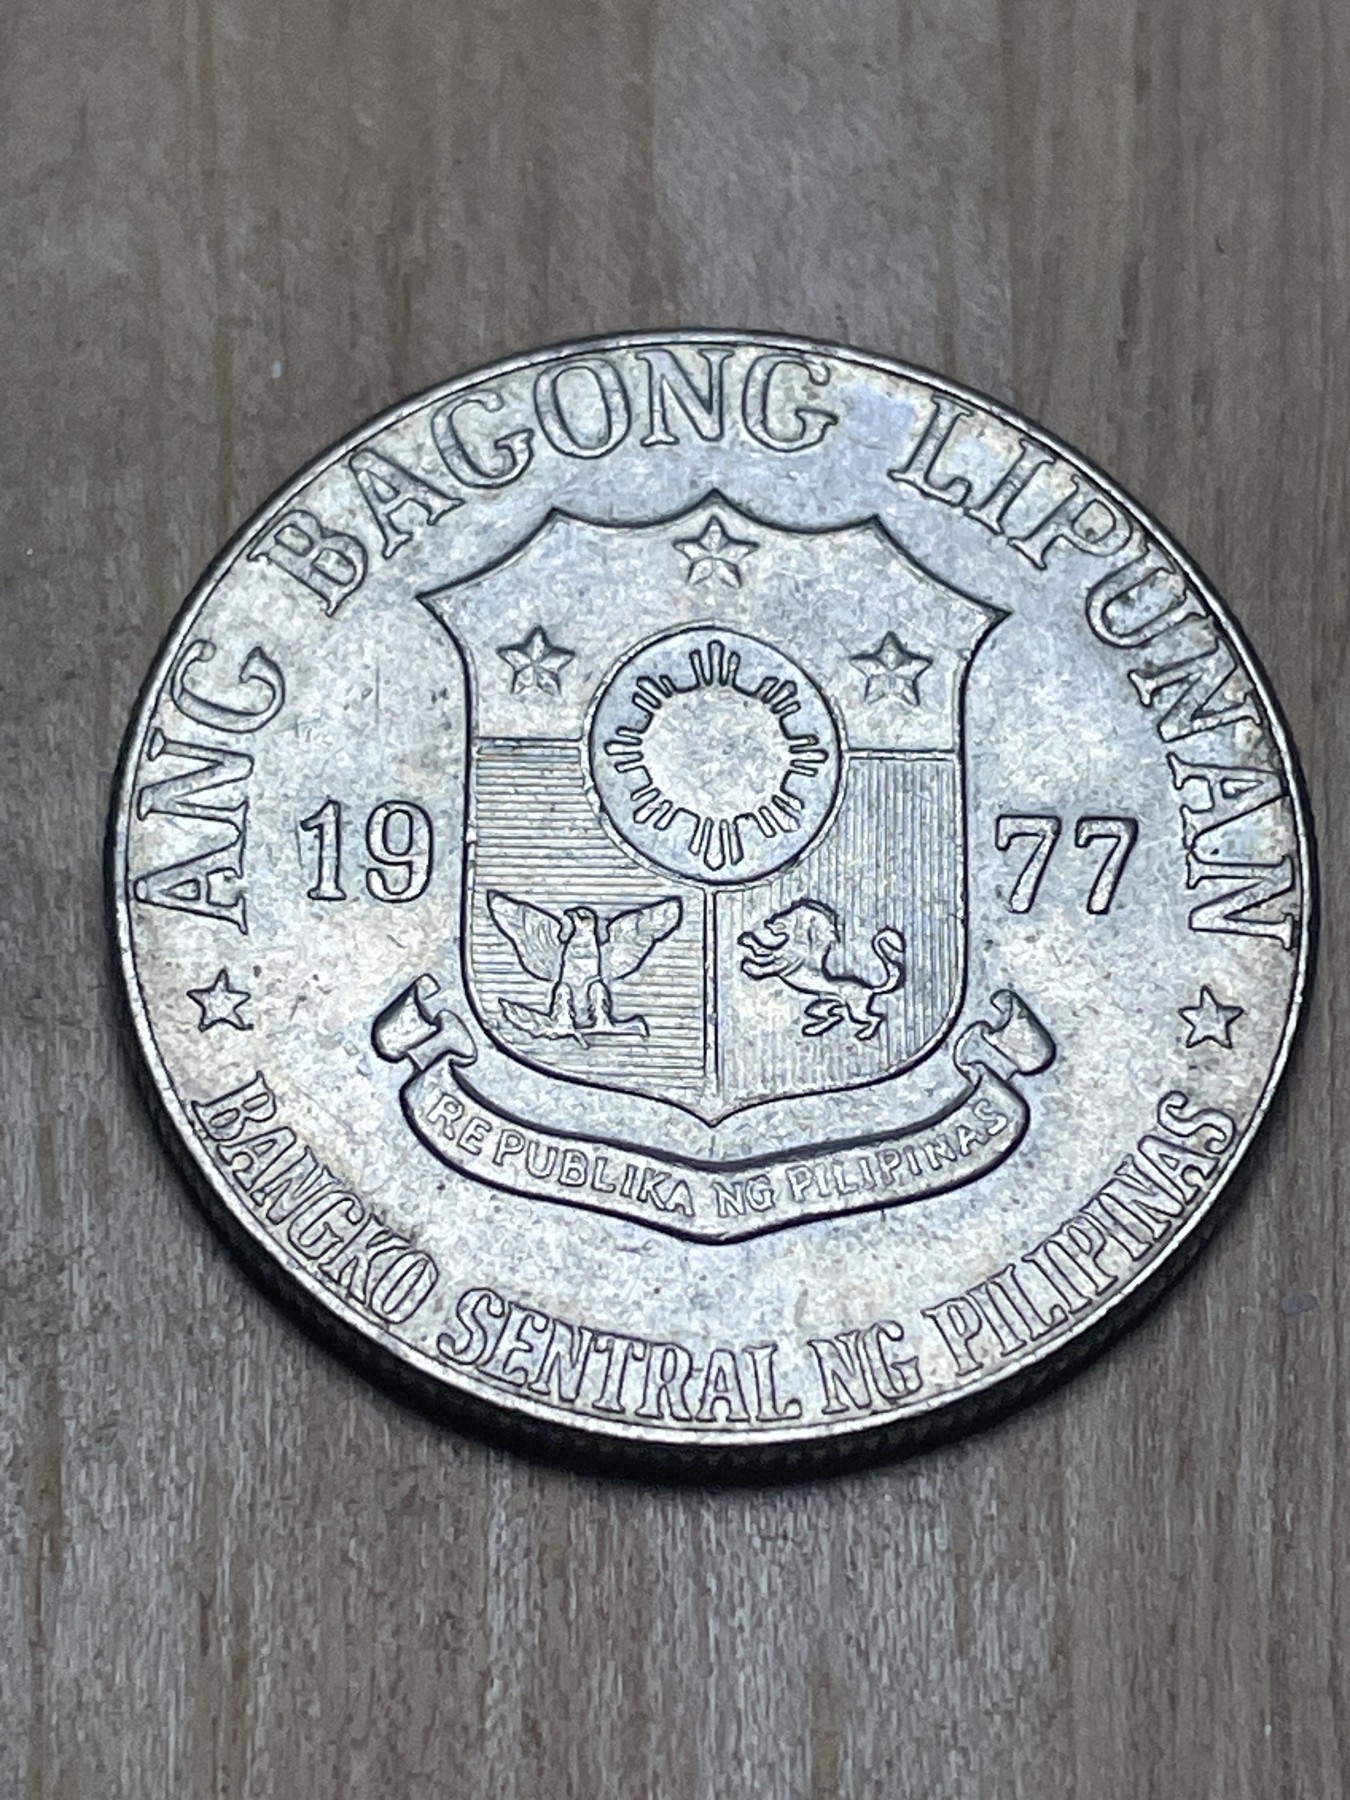 ANG BAGONG LIPUNAN
19 77
REPUBLIKA NG PILIPINAS
BANGKO SENTRAL NG PILIPINAS